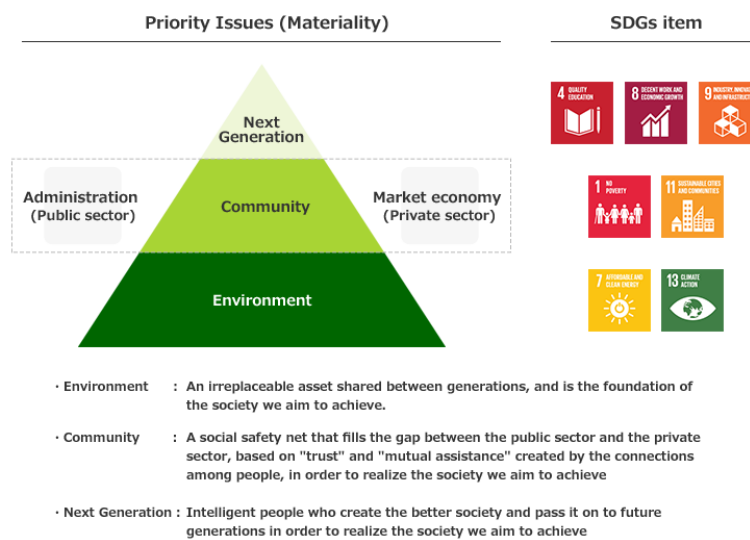 Priority Issues (Materiality)
SDGs item
Next
Generation
4 QUALITY
EDUCATION
8 DECENT WORK AND
ECONOMIC GROWTH
9 INDUSTRY,
AND
Administration
(Public sector)
Community
Market economy
(Private sector)
1 NO
POVERTY
11 SUSTAINABLE CITIES
AND COMMUNITIES
Environment
7 AFFORDABLE AND
CLEAN ENERGY
13 CLIMATE
ACTION
・Environment : An irreplaceable asset shared between generations, and is the foundation of
the society we aim to achieve.
・Community : A social safety net that fills the gap between the public sector and the private
sector, based on "trust" and "mutual assistance" created by the connections
among people, in order to realize the society we aim to achieve
・Next Generation : Intelligent people who create the better society and pass it on to future
generations in order to realize the society we aim to achieve